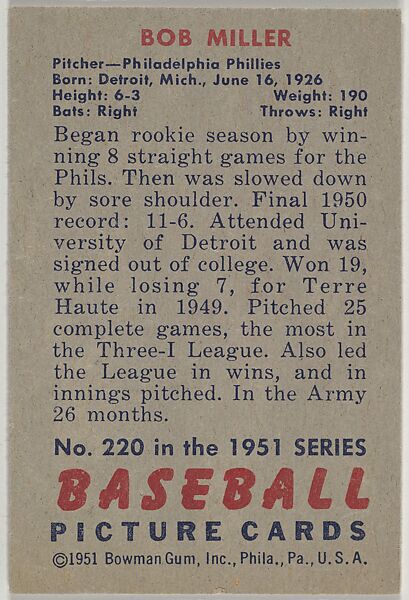 BOB MILLER
Pitcher—Philadelphia Phillies
Born: Detroit, Mich., June 16, 1926
Height: 6-3 Weight: 190
Bats: Right Throws: Right
Began rookie season by win-
ning 8 straight games for the
Phils. Then was slowed down
by sore shoulder. Final 1950
record: 11-6. Attended Uni-
versity of Detroit and was
signed out of college. Won 19,
while losing 7, for Terre
Haute in 1949. Pitched 25
complete games, the most in
the Three-I League. Also led
the League in wins, and in
innings pitched. In the Army
26 months.
No. 220 in the 1951 SERIES
BASEBALL
PICTURE CARDS
©1951 Bowman Gum, Inc., Phila., Pa., U.S.A.